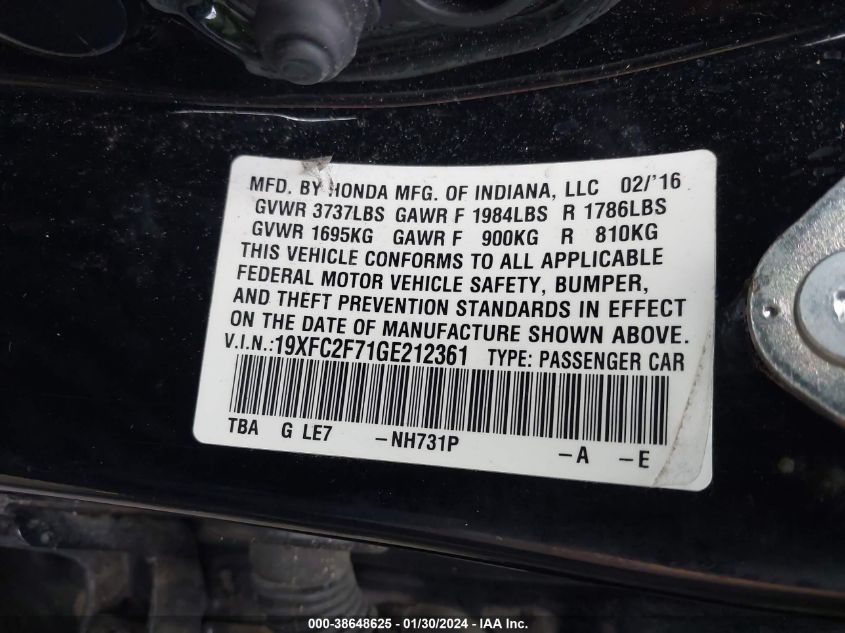 MFD. BY HONDA MFG. OF INDIANA, LLC 02/'16
GVWR 3737LBS GAWR F 1984LBS R 1786LBS
GVWR 1695KG GAWR F 900KG R 810KG
THIS VEHICLE CONFORMS TO ALL APPLICABLE
FEDERAL MOTOR VEHICLE SAFETY, BUMPER,
AND THEFT PREVENTION STANDARDS IN EFFECT
ON THE DATE OF MANUFACTURE SHOWN ABOVE.
V.I.N.:19XFC2F71GE212361 TYPE: PASSENGER CAR
TBA G LE7 -NH731P -A -E
000-38648625 / 01/30/2024 - IAA Inc.